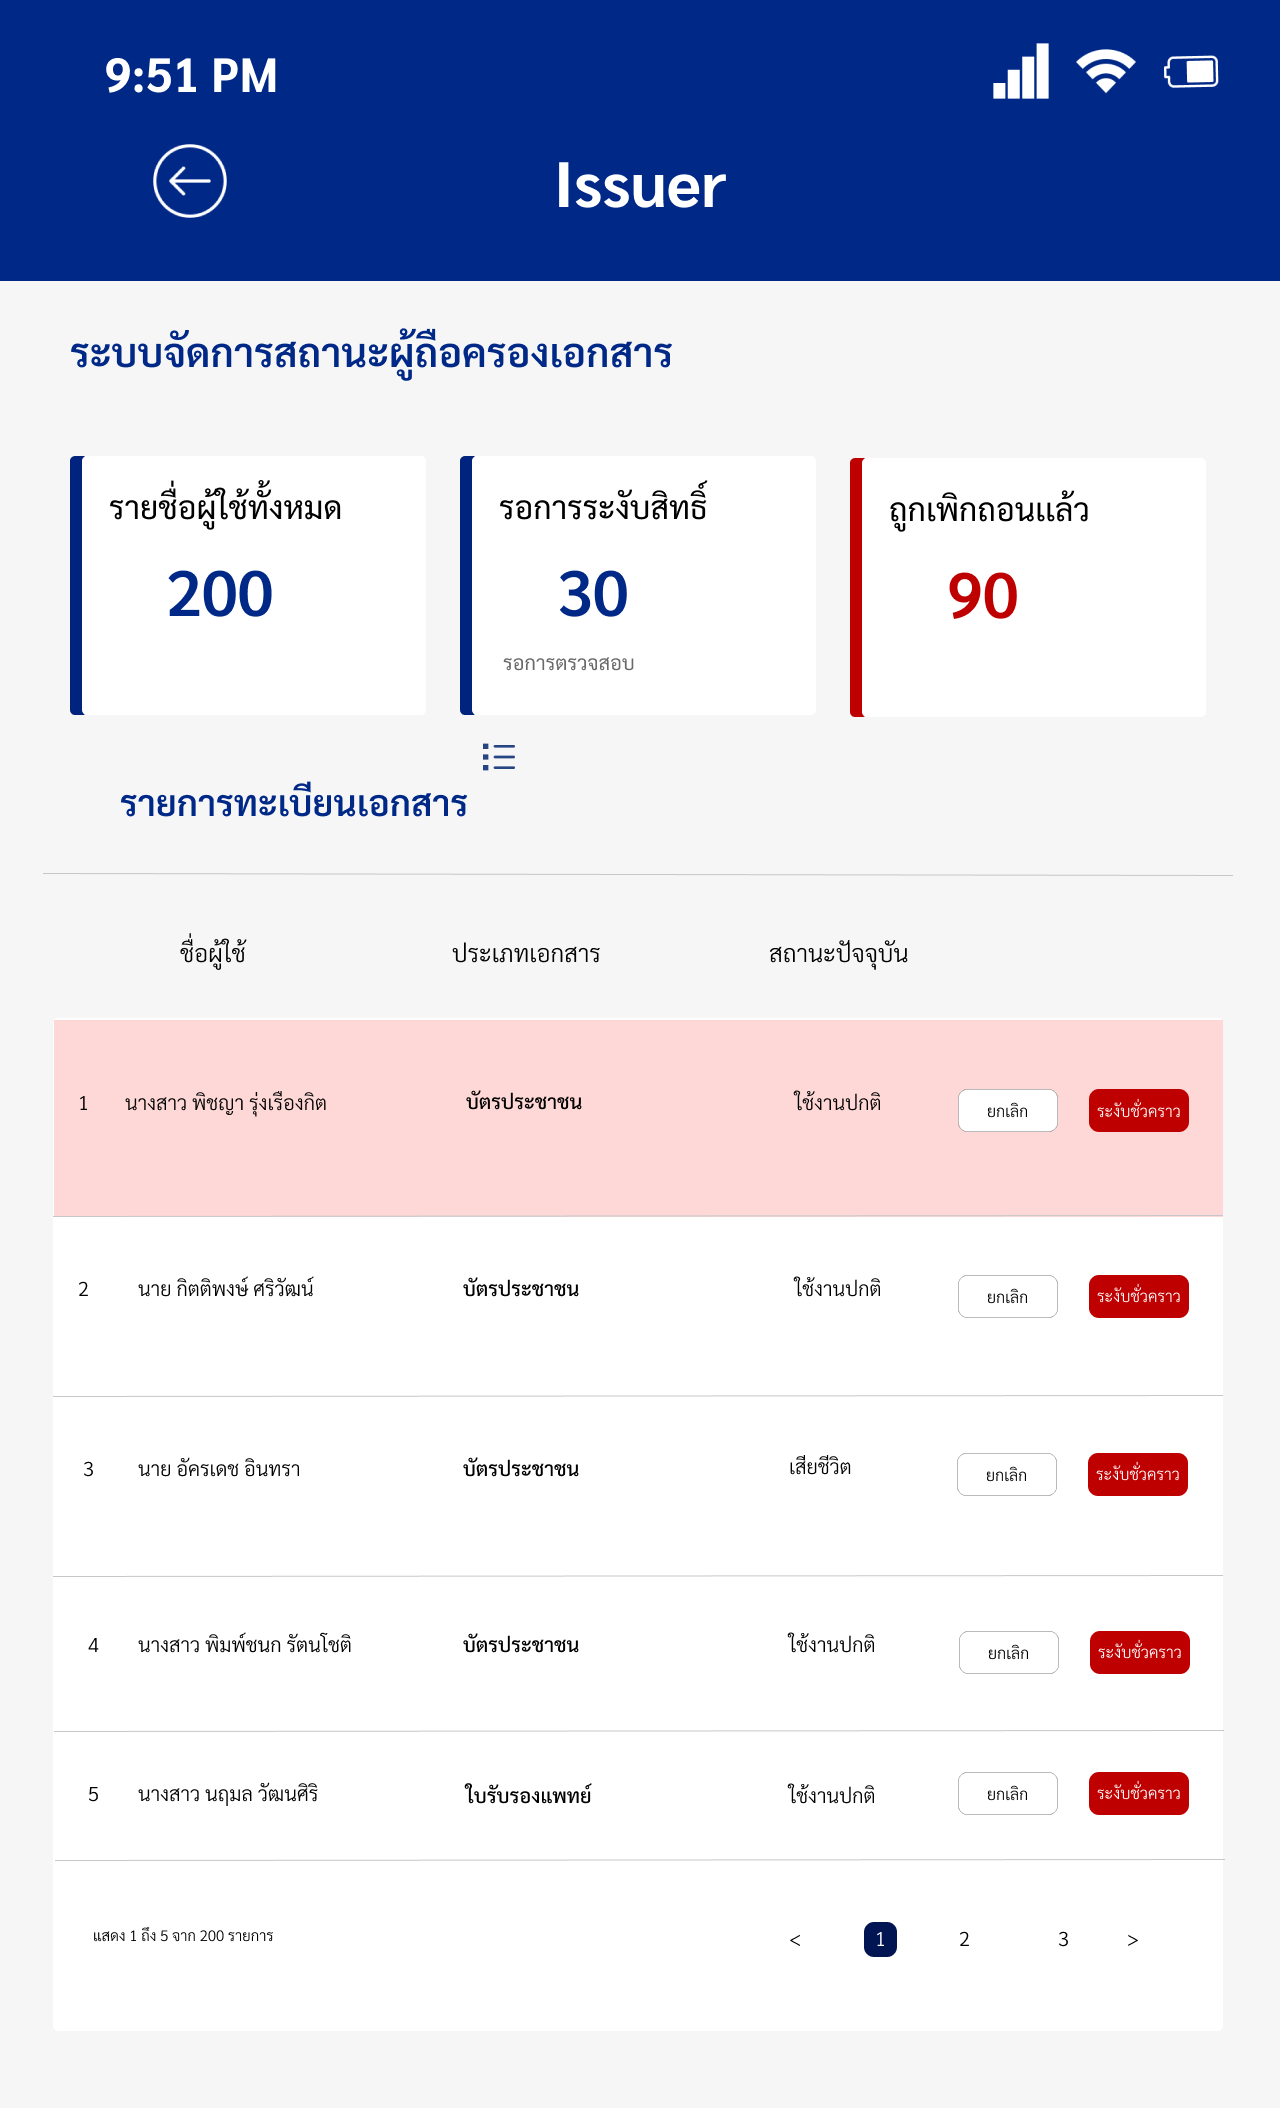 9:51 PM
Issuer
ระบบจัดการสถานะผู้ถือครองเอกสาร
รายชื่อผู้ใช้ทั้งหมด
200
รอการระงับสิทธิ์
30
รอการตรวจสอบ
ถูกเพิกถอนแล้ว
90
รายการทะเบียนเอกสาร
ชื่อผู้ใช้ ประเภทเอกสาร สถานะปัจจุบัน
1 นางสาว พิชญา รุ่งเรืองกิต บัตรประชาชน ใช้งานปกติ ยกเลิก ระงับชั่วคราว
2 นาย กิตติพงษ์ ศริวัฒน์ บัตรประชาชน ใช้งานปกติ ยกเลิก ระงับชั่วคราว
3 นาย อัครเดช อินทรา บัตรประชาชน เสียชีวิต ยกเลิก ระงับชั่วคราว
4 นางสาว พิมพ์ชนก รัตนโชติ บัตรประชาชน ใช้งานปกติ ยกเลิก ระงับชั่วคราว
5 นางสาว นฤมล วัฒนศิริ ใบรับรองแพทย์ ใช้งานปกติ ยกเลิก ระงับชั่วคราว
แสดง 1 ถึง 5 จาก 200 รายการ < 1 2 3 >